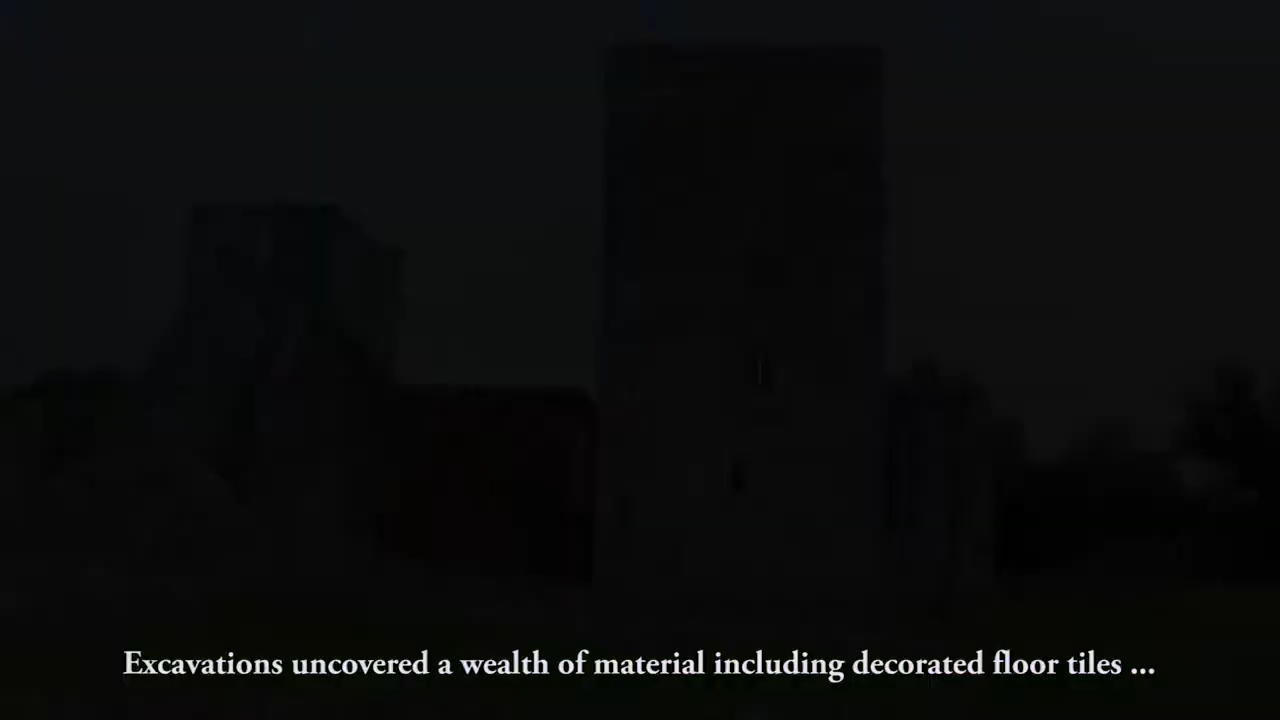 Excavations uncovered a wealth of material including decorated floor tiles ...